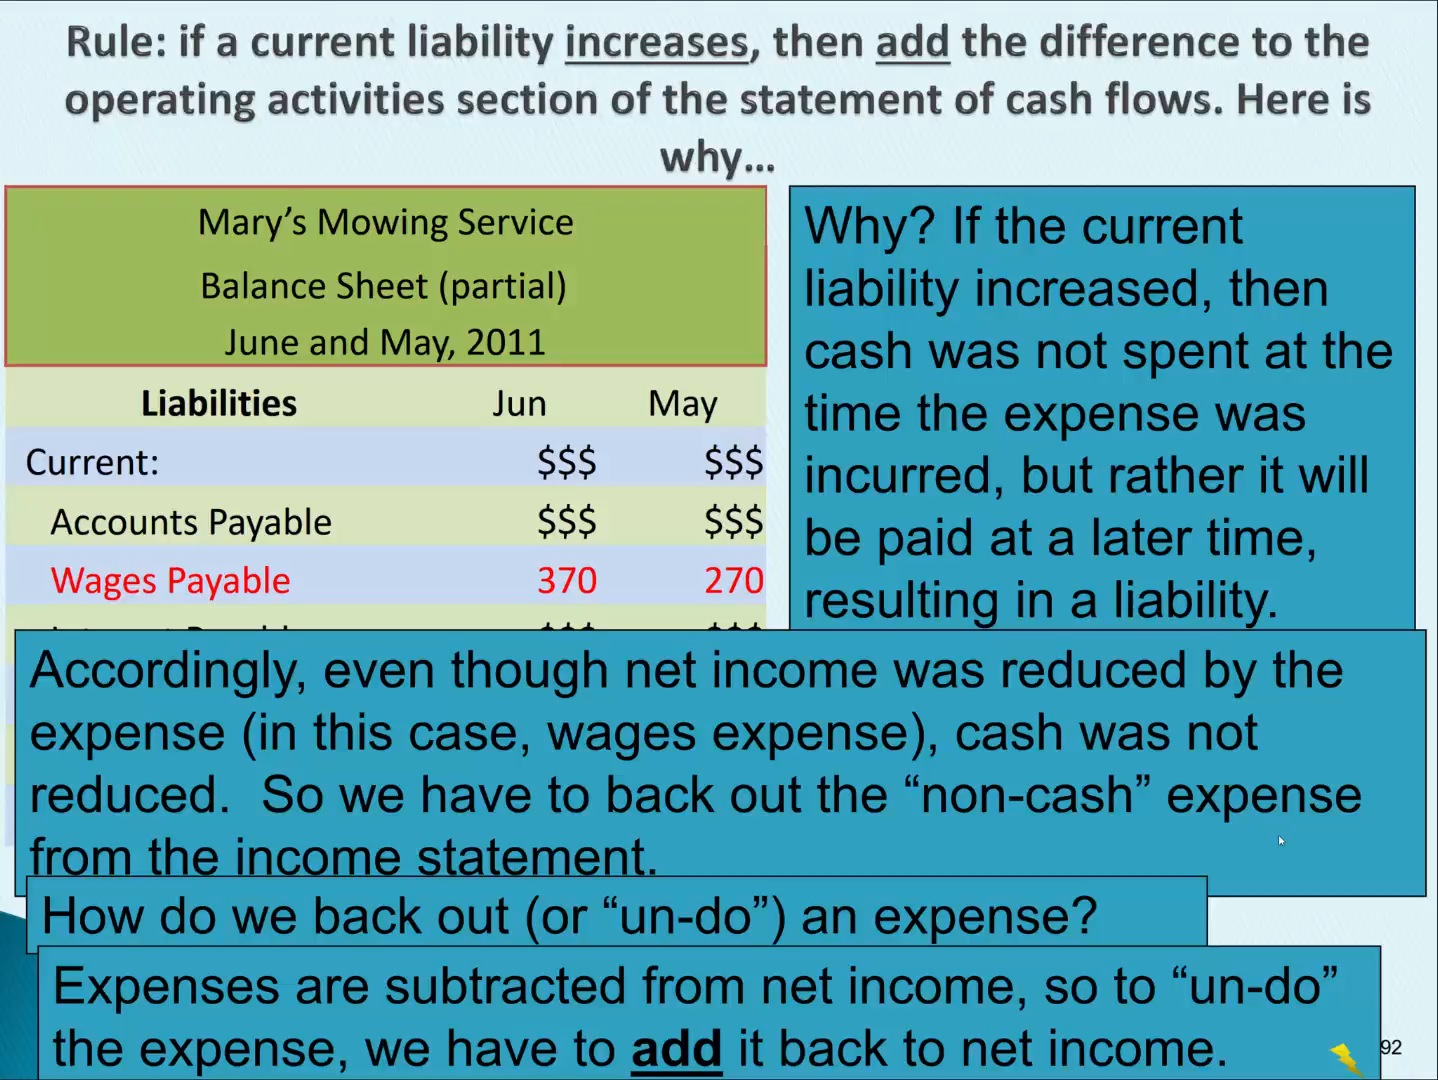 Rule: if a current liability increases, then add the difference to the
operating activities section of the statement of cash flows. Here is
why...
Mary’s Mowing Service
Balance Sheet (partial)
June and May, 2011
Liabilities Jun May
Current: $$$ $$$
Accounts Payable $$$ $$$
Wages Payable 370 270
$$$ $$$
Why? If the current
liability increased, then
cash was not spent at the
time the expense was
incurred, but rather it will
be paid at a later time,
resulting in a liability.
Accordingly, even though net income was reduced by the
expense (in this case, wages expense), cash was not
reduced.  So we have to back out the “non-cash” expense
from the income statement.
How do we back out (or “un-do”) an expense?
Expenses are subtracted from net income, so to “un-do”
the expense, we have to add it back to net income.
92